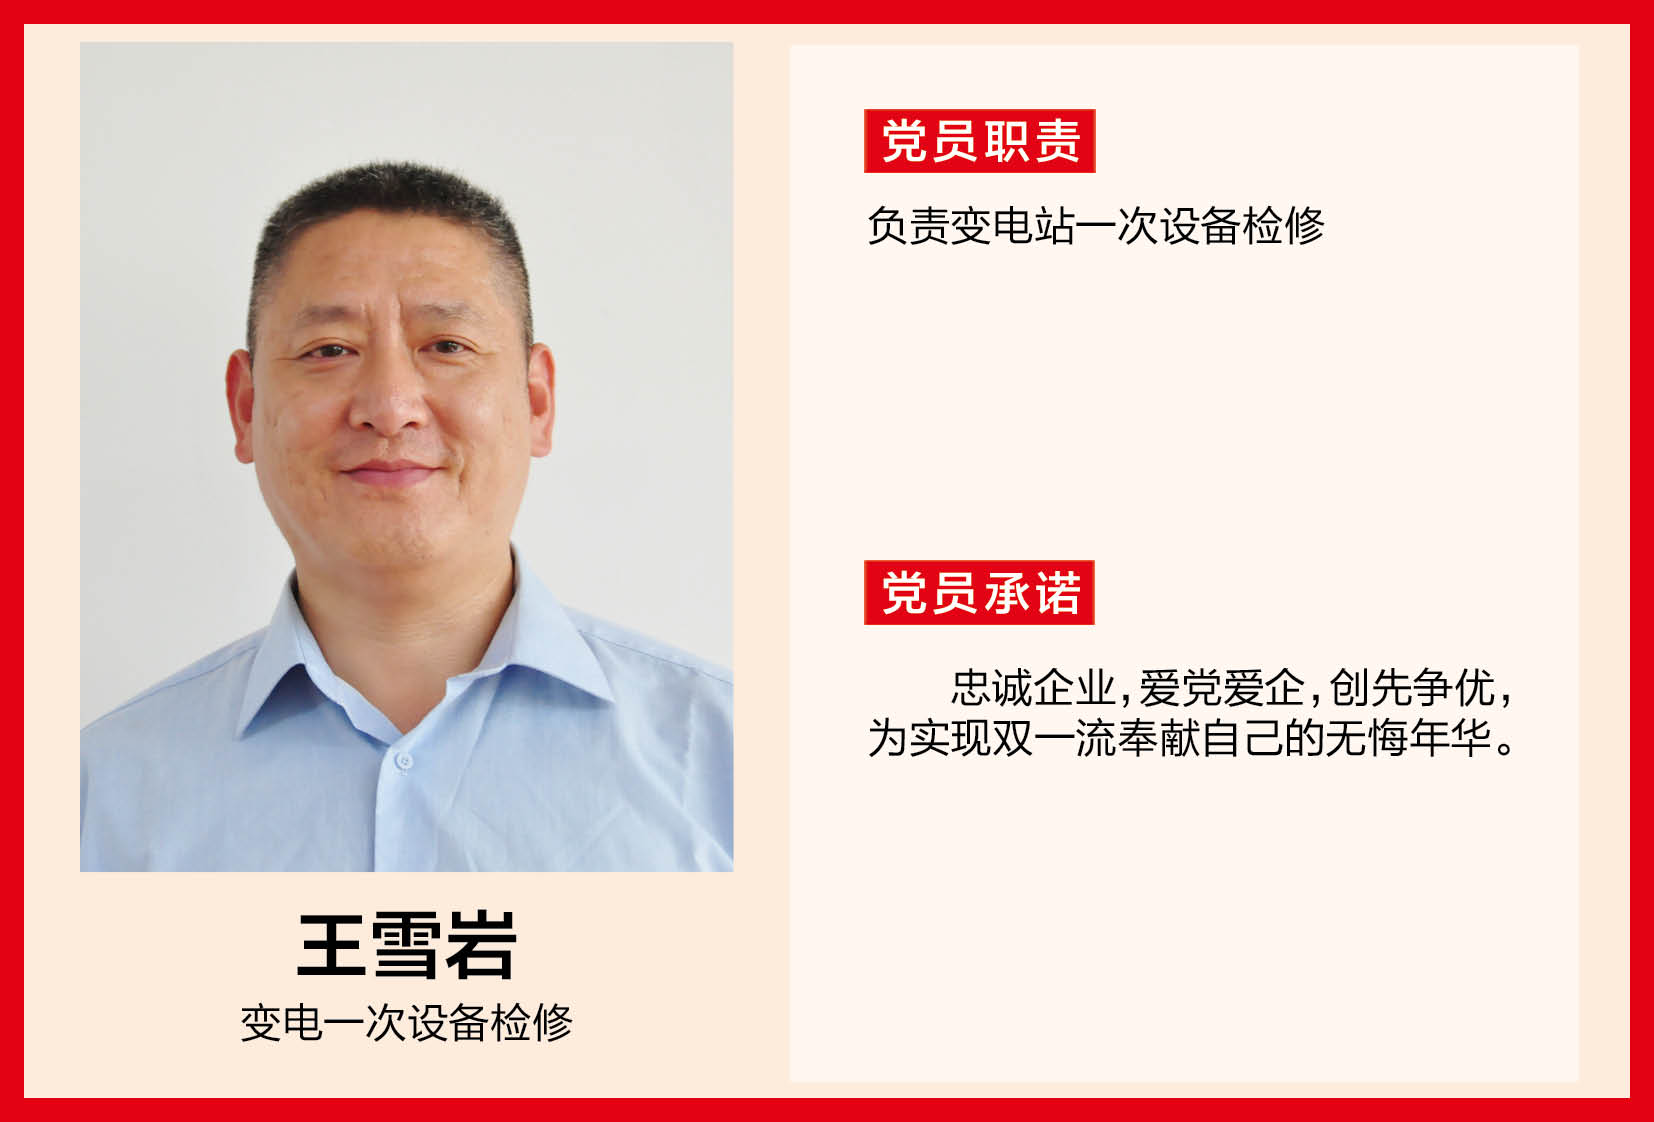 党员职责
负责变电站一次设备检修
党员承诺
忠诚企业，爱党爱企，创先争优，
为实现双一流奉献自己的无悔年华。
王雪岩
变电一次设备检修